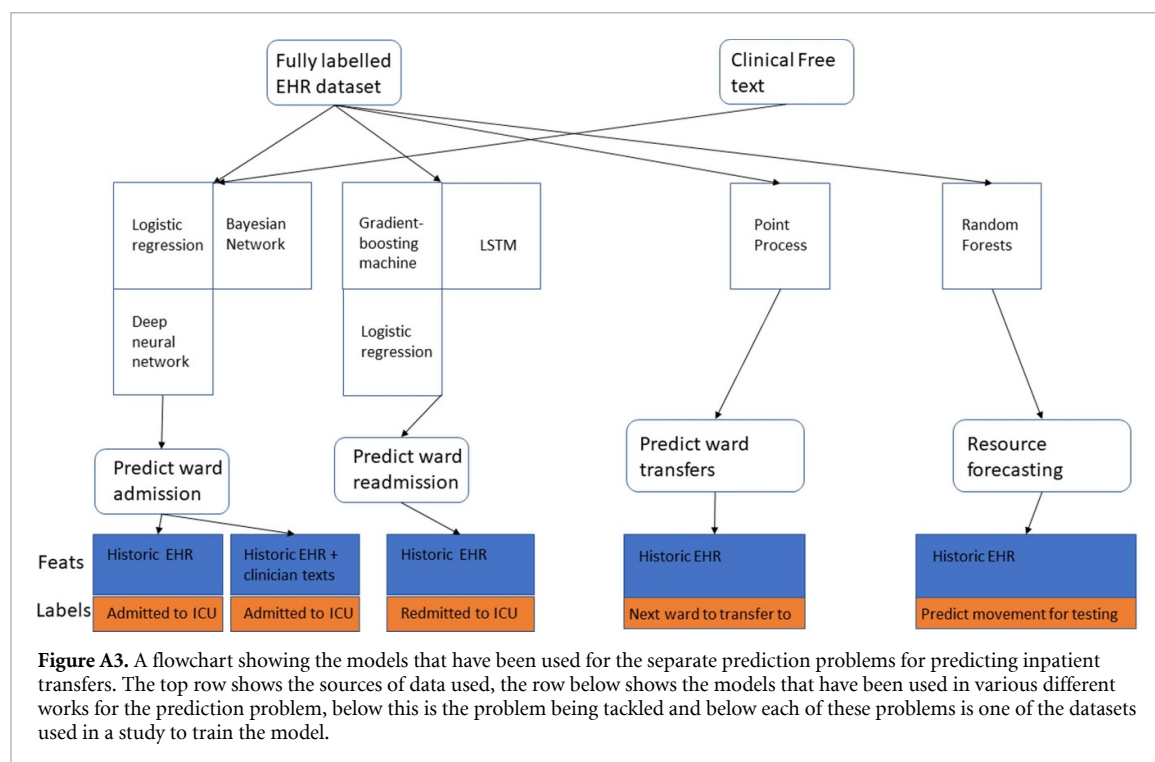 Fully labelled
EHR dataset
Clinical Free
text
Logistic
regression
Bayesian
Network
Deep
neural
network
Gradient-
boosting
machine
LSTM
Logistic
regression
Point
Process
Random
Forests
Predict ward
admission
Predict ward
readmission
Predict ward
transfers
Resource
forecasting
Feats
Historic EHR
Historic EHR +
clinician texts
Historic EHR
Historic EHR
Historic EHR
Labels
Admitted to ICU
Admitted to ICU
Redmitted to ICU
Next ward to transfer to
Predict movement for testing
Figure A3. A flowchart showing the models that have been used for the separate prediction problems for predicting inpatient
transfers. The top row shows the sources of data used, the row below shows the models that have been used in various different
works for the prediction problem, below this is the problem being tackled and below each of these problems is one of the datasets
used in a study to train the model.